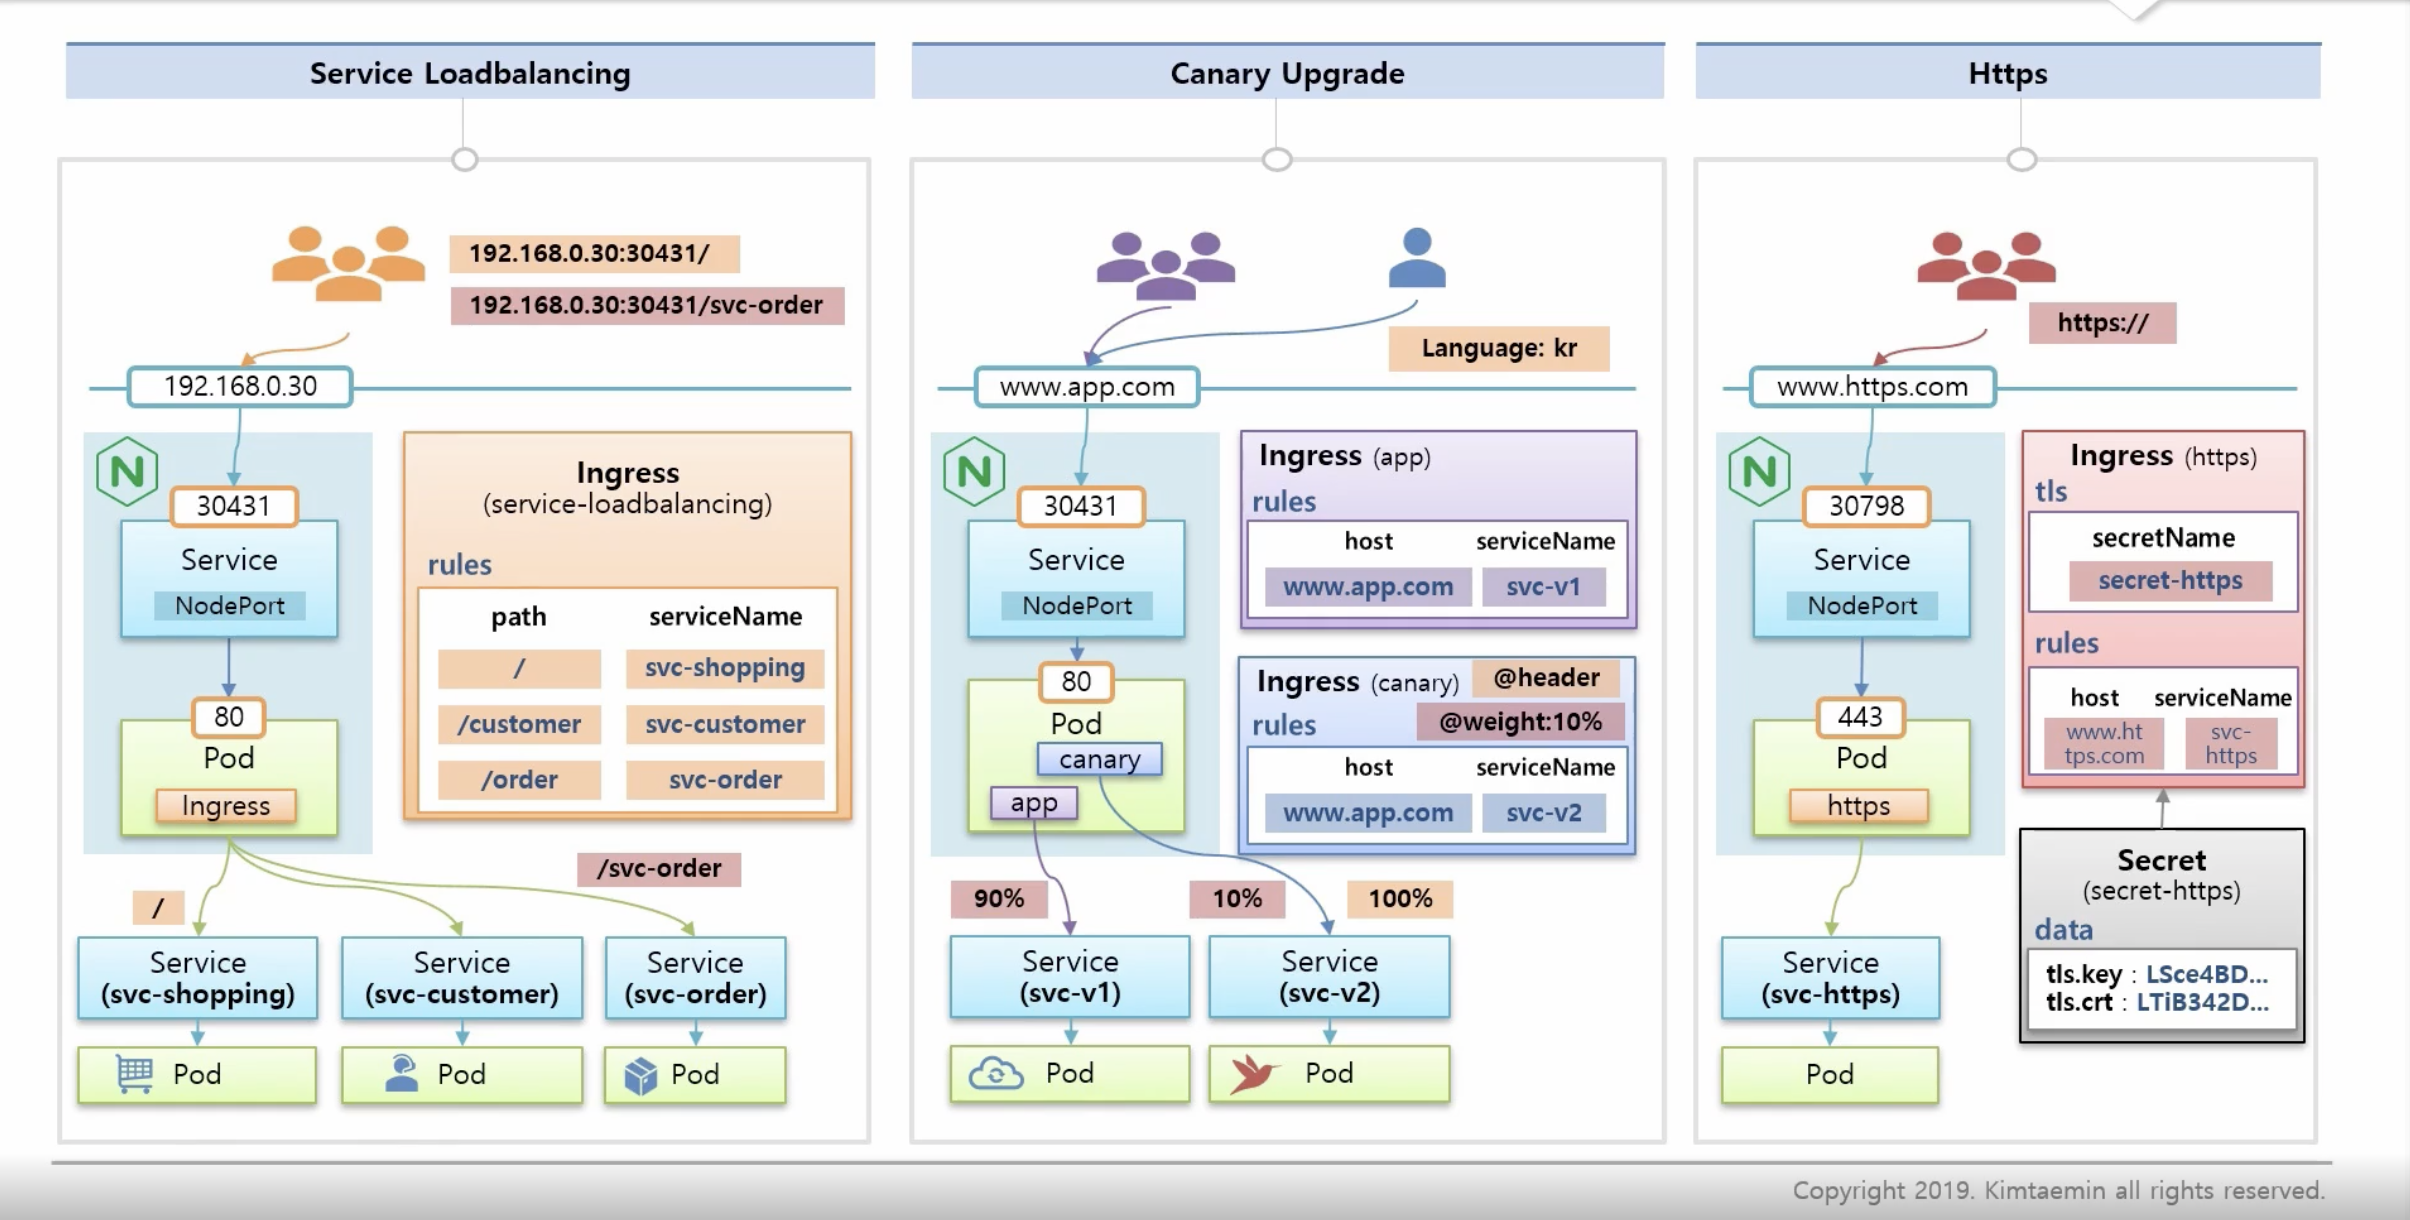 Service Loadbalancing
192.168.0.30:30431/
192.168.0.30:30431/svc-order
192.168.0.30
N
30431
Service
NodePort
80
Pod
Ingress
Ingress
(service-loadbalancing)
rules
path serviceName
/ svc-shopping
/customer svc-customer
/order svc-order
/
/svc-order
Service
(svc-shopping)
Service
(svc-customer)
Service
(svc-order)
Pod
Pod
Pod
Canary Upgrade
Language: kr
www.app.com
N
30431
Service
NodePort
80
Pod
canary
app
Ingress (app)
rules
host serviceName
www.app.com svc-v1
Ingress (canary) @header
rules @weight:10%
host serviceName
www.app.com svc-v2
90%
10%
100%
Service
(svc-v1)
Service
(svc-v2)
Pod
Pod
Https
https://
www.https.com
N
30798
Service
NodePort
443
Pod
https
Ingress (https)
tls
secretName
secret-https
rules
host serviceName
www.ht
tps.com
svc-
https
Secret
(secret-https)
data
tls.key : LSce4BD...
tls.crt : LTiB342D...
Service
(svc-https)
Pod
Copyright 2019. Kimtaemin all rights reserved.